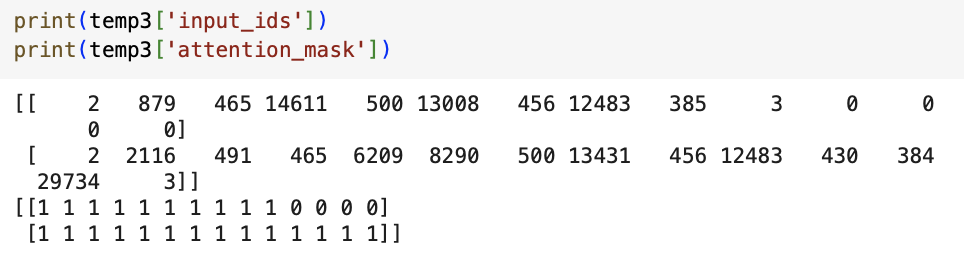 print(temp3['input_ids'])
print(temp3['attention_mask'])
[[    2   879   465 14611   500 13008   456 12483   385     3     0     0
      0     0]
 [    2  2116   491   465  6209  8290   500 13431   456 12483   430   384
  29734     3]]
[[1 1 1 1 1 1 1 1 1 1 0 0 0 0]
 [1 1 1 1 1 1 1 1 1 1 1 1 1 1]]